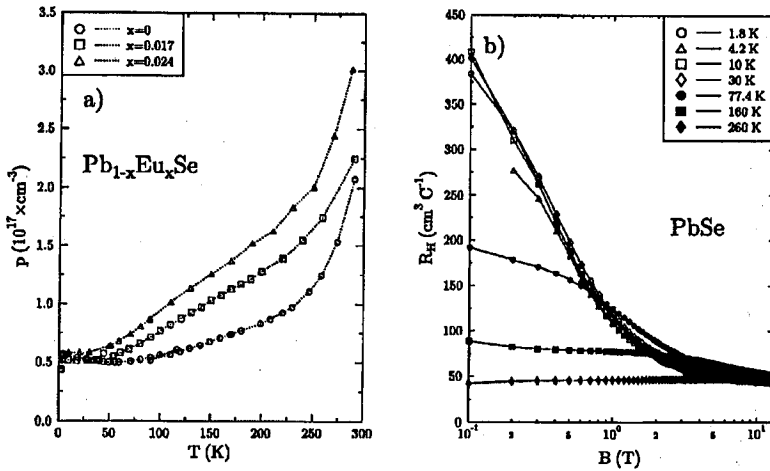 x=0
x=0.017
x=0.024
a)
Pb1-xEuxSe
P (10^17×cm^-3)
3.5
3.0
2.5
2.0
1.5
1.0
0.5
0.0
0 50 100 150 200 250 300
T (K)
b)
1.8 K
4.2 K
10 K
30 K
77.4 K
160 K
260 K
PbSe
R_H (cm^3 C^-1)
450
400
350
300
250
200
150
100
50
0
10^-1 2 5 10^0 2 5 10^1
B (T)